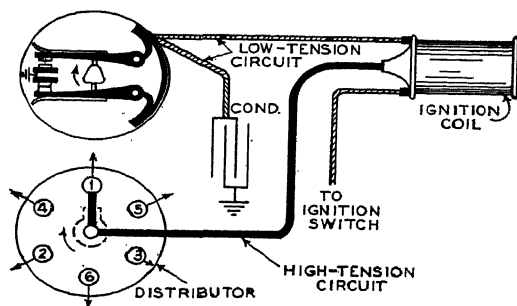 LOW-TENSION
CIRCUIT
COND.
IGNITION
COIL
TO
IGNITION
SWITCH
1
4
5
2
3
6
DISTRIBUTOR
HIGH-TENSION
CIRCUIT